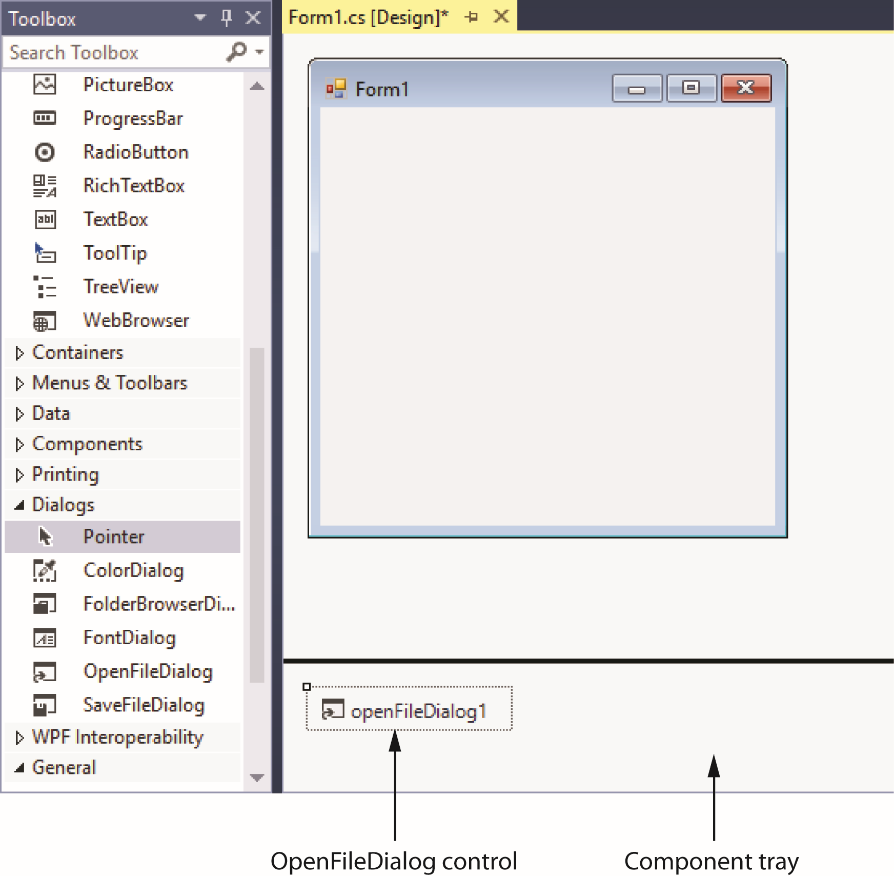 Toolbox
Search Toolbox
PictureBox
ProgressBar
RadioButton
RichTextBox
abl TextBox
ToolTip
TreeView
WebBrowser
Containers
Menus & Toolbars
Data
Components
Printing
Dialogs
Pointer
ColorDialog
FolderBrowserDi...
FontDialog
OpenFileDialog
SaveFileDialog
WPF Interoperability
General
Form1.cs [Design]*
Form1
openFileDialog1
OpenFileDialog control
Component tray